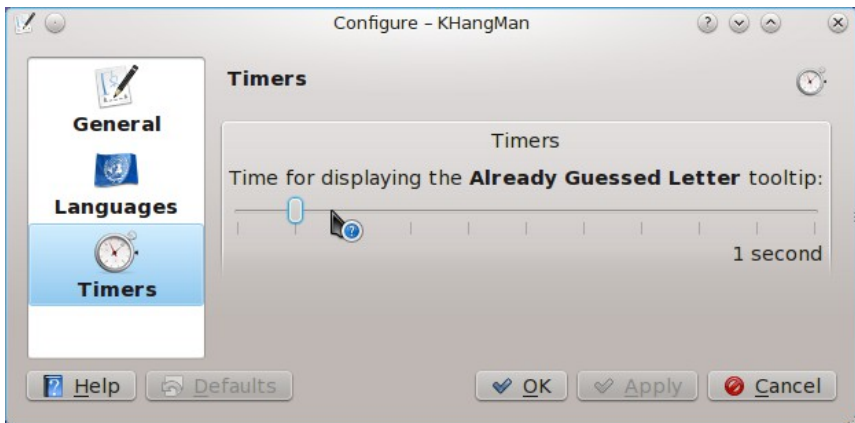 Configure – KHangMan
General
Languages
Timers
Timers
Timers
Time for displaying the Already Guessed Letter tooltip:
1 second
Help
Defaults
OK
Apply
Cancel